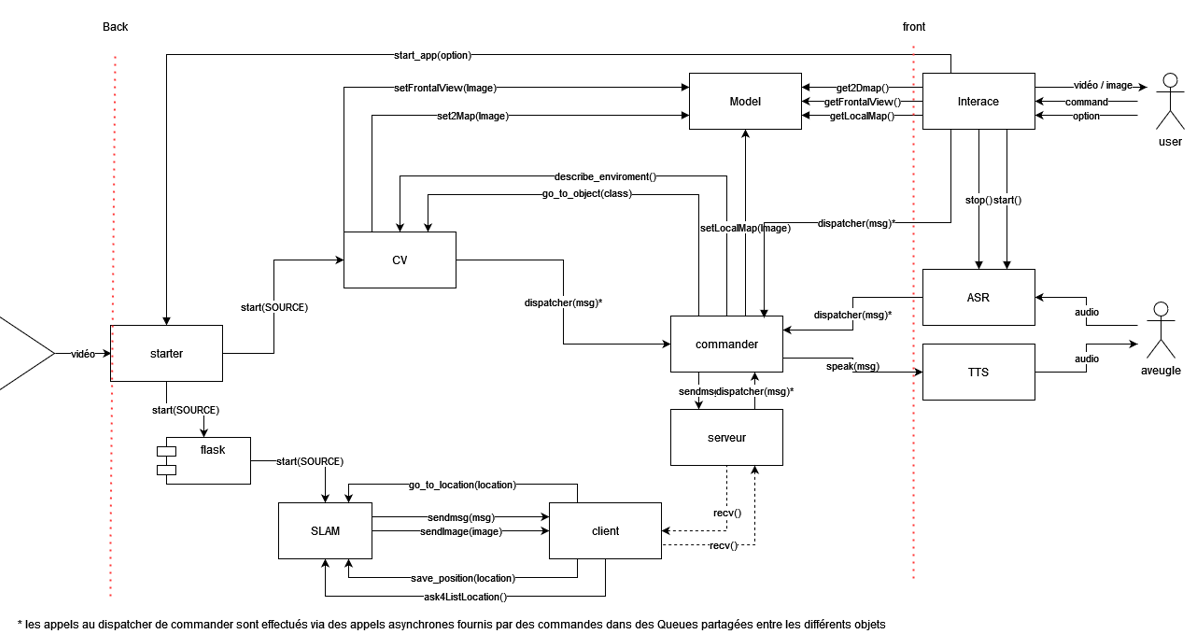 Back
front
start_app(option)
setFrontalView(Image)
Model
get2Dmap()
Interace
vidéo / image
getFrontalView()
command
set2Map(Image)
getLocalMap()
option
user
describe_enviroment()
go_to_object(class)
stop()
start()
setLocalMap(Image)
dispatcher(msg)*
CV
ASR
start(SOURCE)
dispatcher(msg)*
dispatcher(msg)*
audio
vidéo
starter
commander
audio
speak(msg)
TTS
aveugle
start(SOURCE)
dispatcher(msg)*
flask
serveur
start(SOURCE)
go_to_location(location)
sendmsg(msg)
recv()
SLAM
sendImage(image)
client
recv()
save_position(location)
ask4ListLocation()
* les appels au dispatcher de commander sont effectués via des appels asynchrones fournis par des commandes dans des Queues partagées entre les différents objets